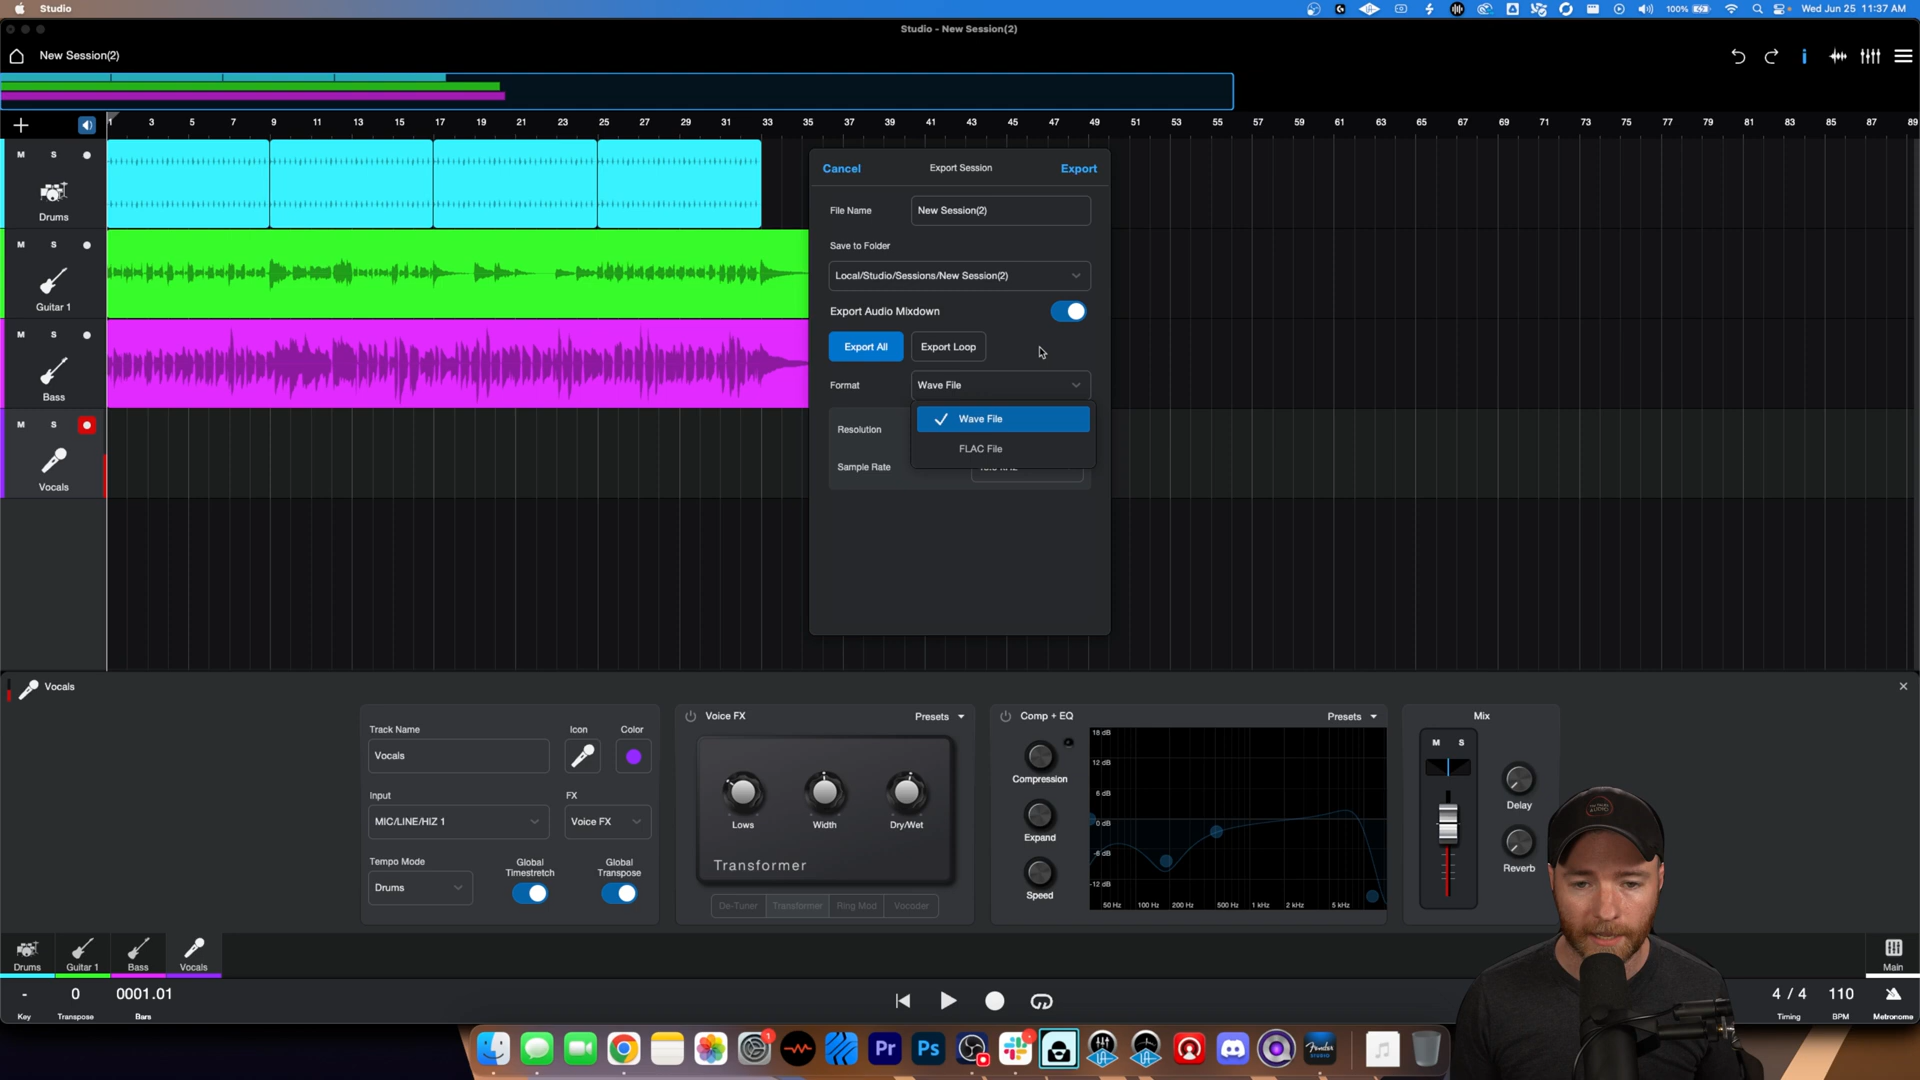 Studio
100%
Wed Jun 25 11:37 AM
Studio - New Session(2)
New Session(2)
i
1 3 5 7 9 11 13 15 17 19 21 23 25 27 29 31 33 35 37 39 41 43 45 47 49 51 53 55 57 59 61 63 65 67 69 71 73 75 77 79 81 83 85 87 89
M S
Drums
M S
Guitar 1
M S
Bass
M S
Vocals
Cancel
Export Session
Export
File Name
New Session(2)
Save to Folder
Local/Studio/Sessions/New Session(2)
Export Audio Mixdown
Export All
Export Loop
Format
Wave File
Wave File
FLAC File
Resolution
Sample Rate
Vocals
Track Name
Icon
Color
Vocals
Input
FX
MIC/LINE/HIZ 1
Voice FX
Tempo Mode
Global
Timestretch
Global
Transpose
Drums
Voice FX
Presets
Lows
Width
Dry/Wet
Transformer
De-Tuner
Transformer
Ring Mod
Vocoder
Comp + EQ
Presets
Compression
Expand
Speed
18 dB
12 dB
6 dB
0 dB
-6 dB
-12 dB
50 Hz
100 Hz
200 Hz
500 Hz
1 kHz
2 kHz
5 kHz
Mix
M S
Delay
Reverb
Drums
Guitar 1
Bass
Vocals
Main
-
Key
0
Transpose
0001.01
Bars
4 / 4
Timing
110
BPM
Metronome
1
Pr
Ps
UA
UA
Fender
STUDIO